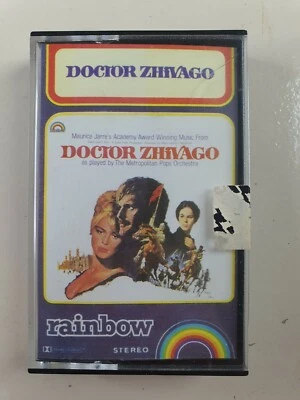 DOCTOR ZHIVAGO
Maurice Jarre's Academy Award Winning Music From
DOCTOR ZHIVAGO
as played by The Metropolitan Pops Orchestra
rainbow
STEREO